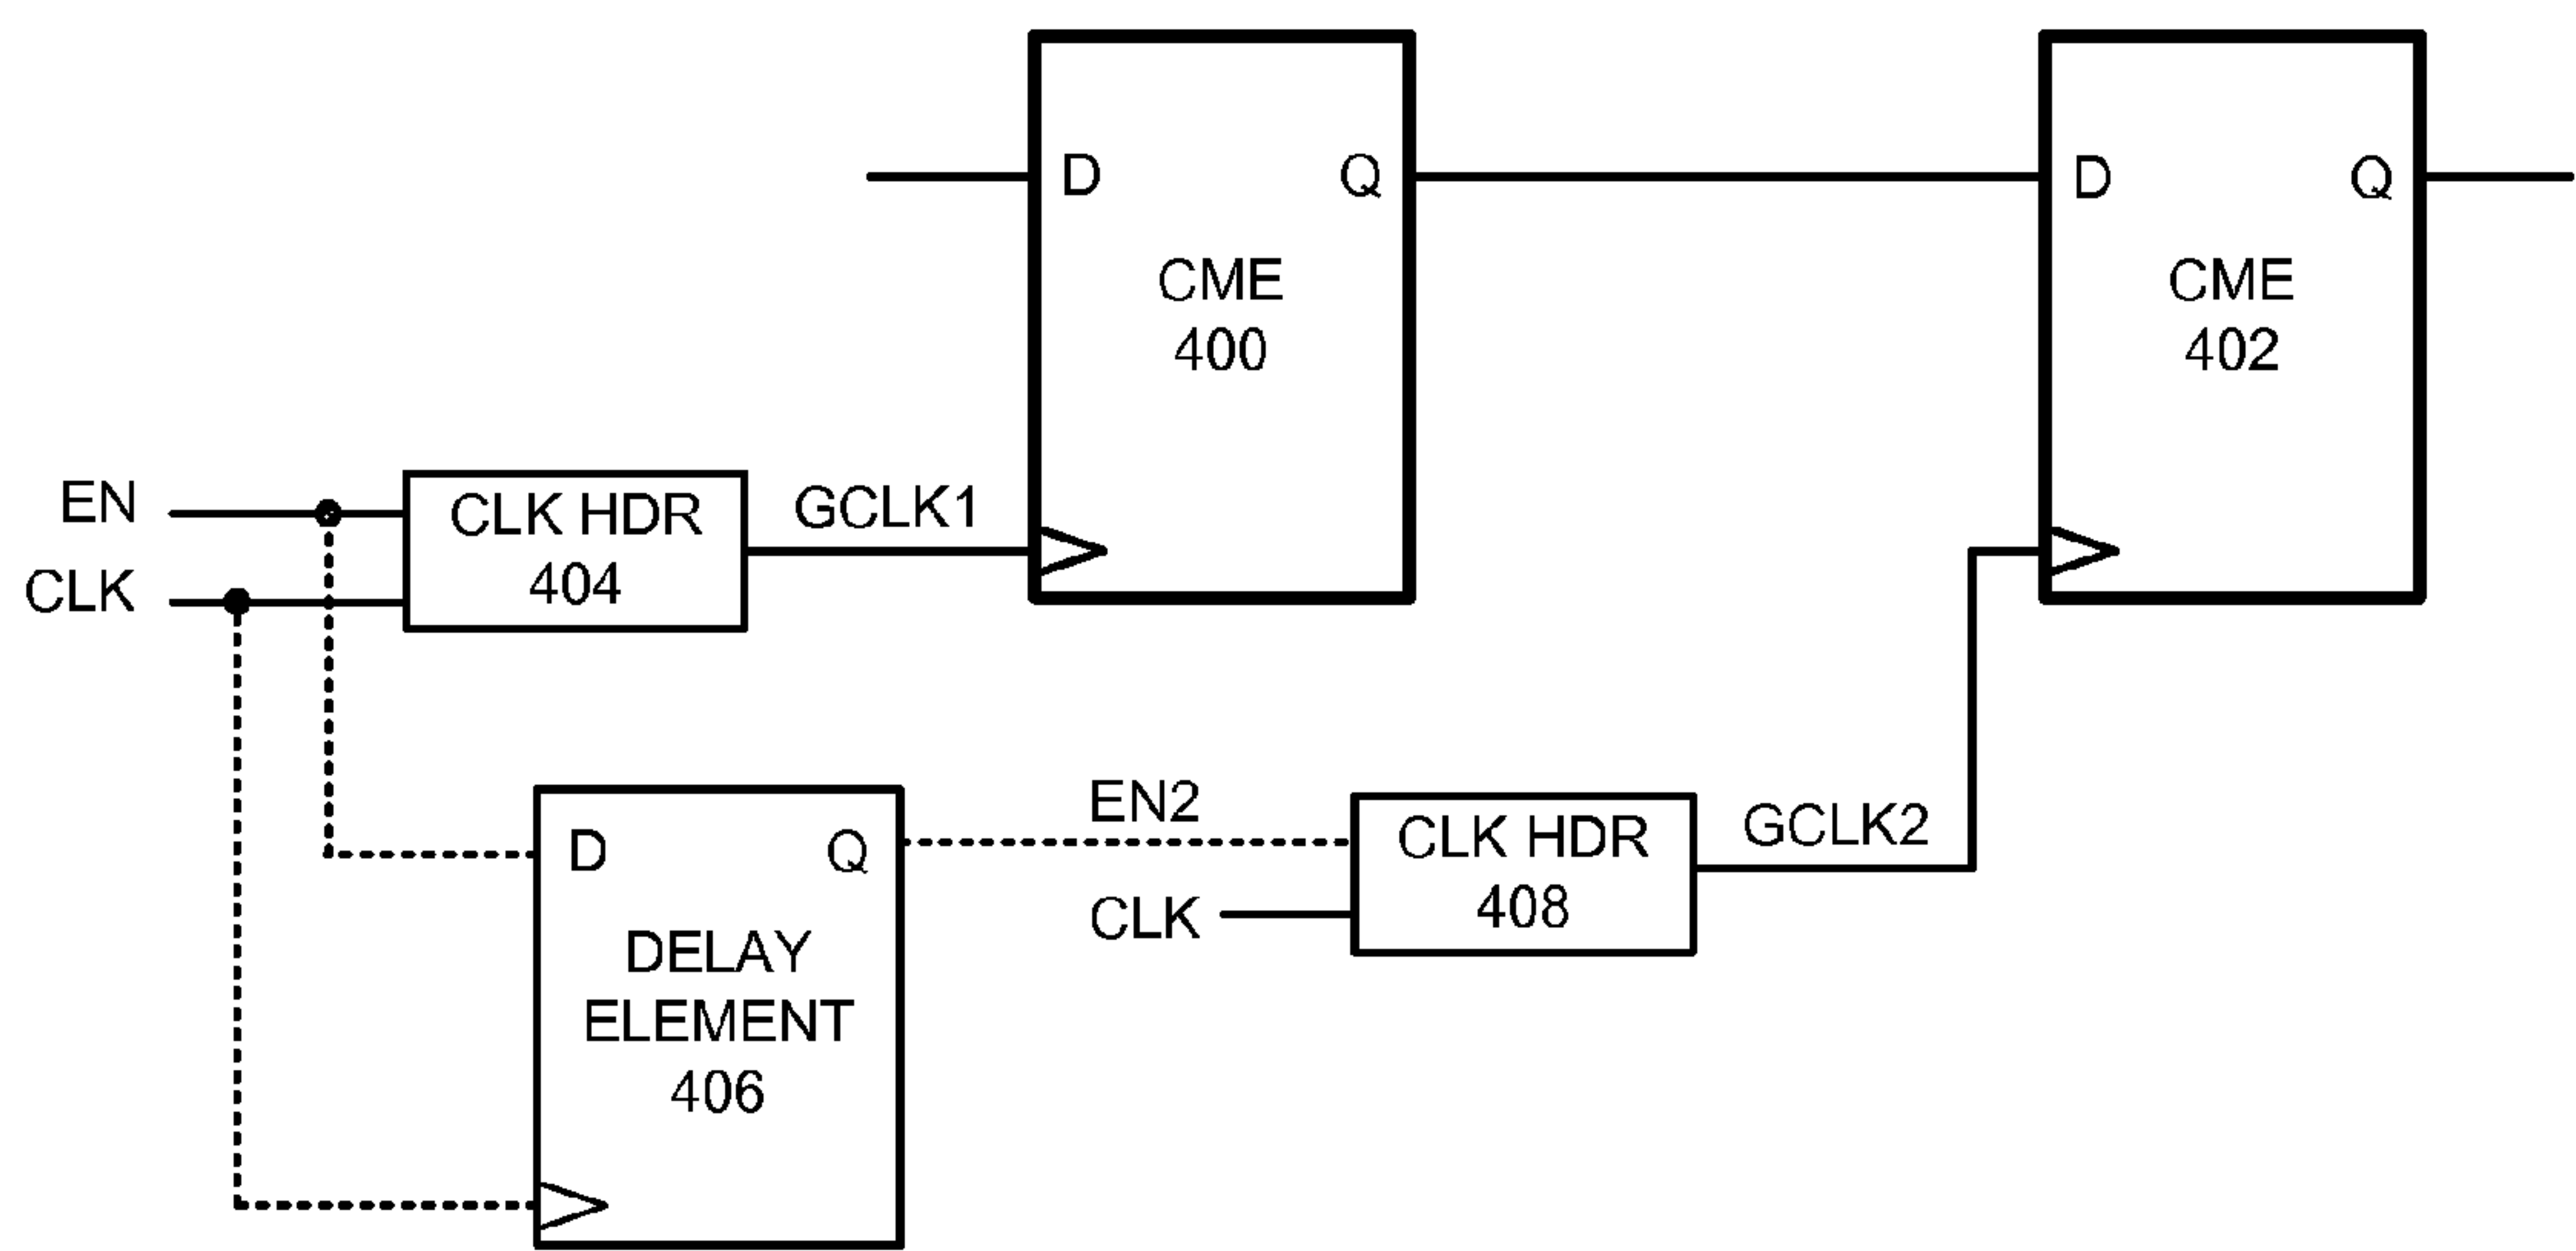 D
Q
CME
400
D
Q
CME
402
EN
CLK
CLK HDR
404
GCLK1
D
Q
DELAY
ELEMENT
406
EN2
CLK
CLK HDR
408
GCLK2